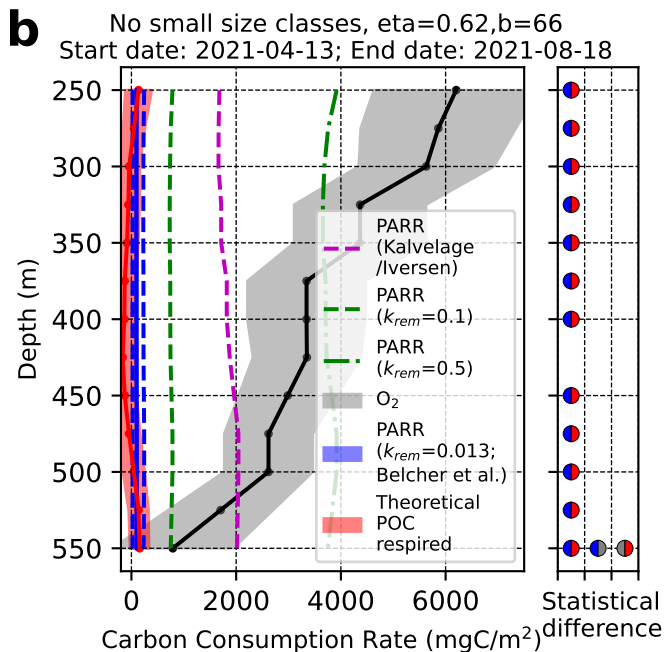 b
No small size classes, eta=0.62,b=66
Start date: 2021-04-13; End date: 2021-08-18
250
300
350
400
450
500
550
Depth (m)
PARR
(Kalvelage
/Iversen)
PARR
(k_rem=0.1)
PARR
(k_rem=0.5)
O₂
PARR
(k_rem=0.013;
Belcher et al.)
Theoretical
POC
respired
0 2000 4000 6000
Carbon Consumption Rate (mgC/m²)
Statistical
difference